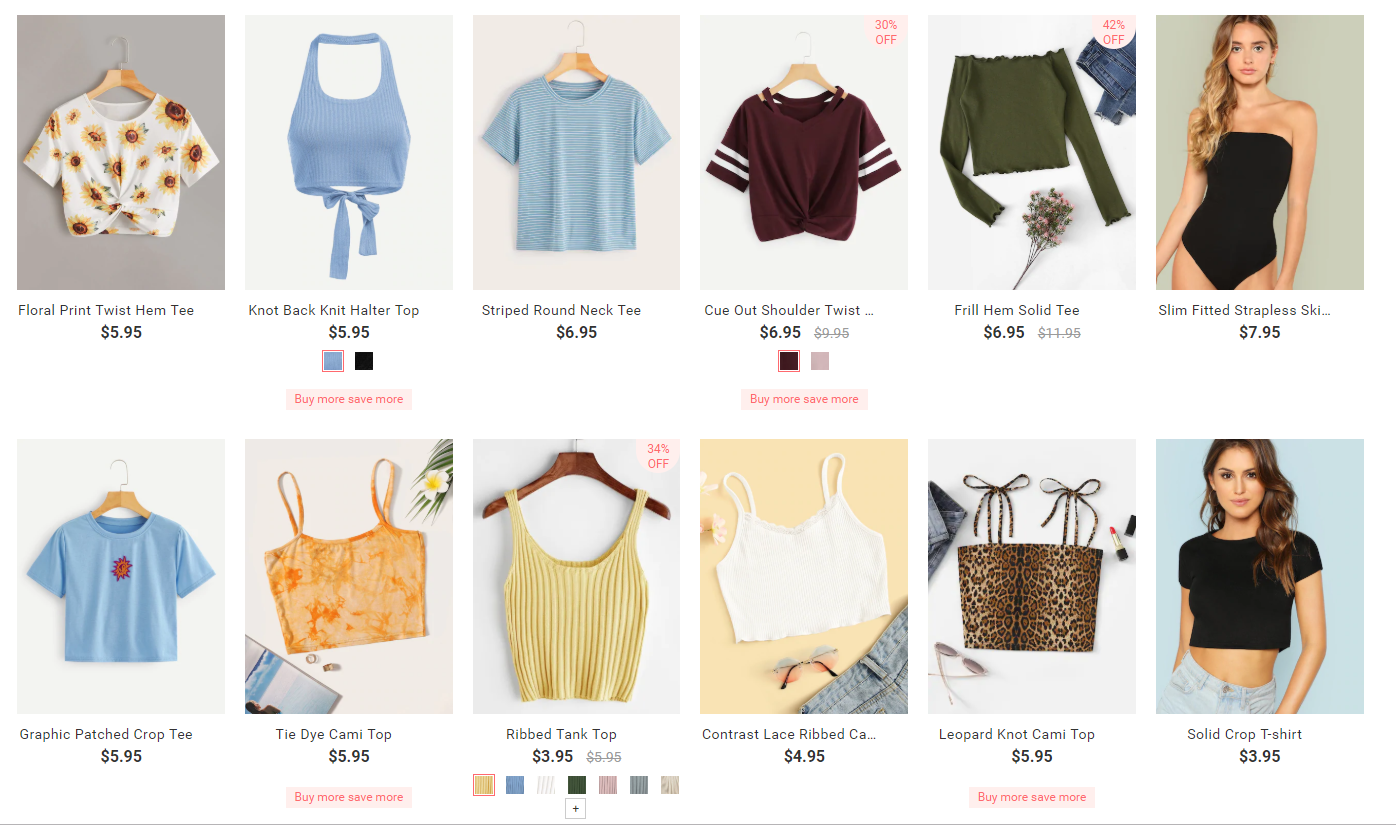 30%
OFF
42%
OFF
Floral Print Twist Hem Tee
$5.95
Knot Back Knit Halter Top
$5.95
Buy more save more
Striped Round Neck Tee
$6.95
Cue Out Shoulder Twist ...
$6.95 $9.95
Buy more save more
Frill Hem Solid Tee
$6.95 $11.95
Slim Fitted Strapless Ski...
$7.95
34%
OFF
Graphic Patched Crop Tee
$5.95
Tie Dye Cami Top
$5.95
Buy more save more
Ribbed Tank Top
$3.95 $5.95
+
Contrast Lace Ribbed Ca...
$4.95
Leopard Knot Cami Top
$5.95
Buy more save more
Solid Crop T-shirt
$3.95